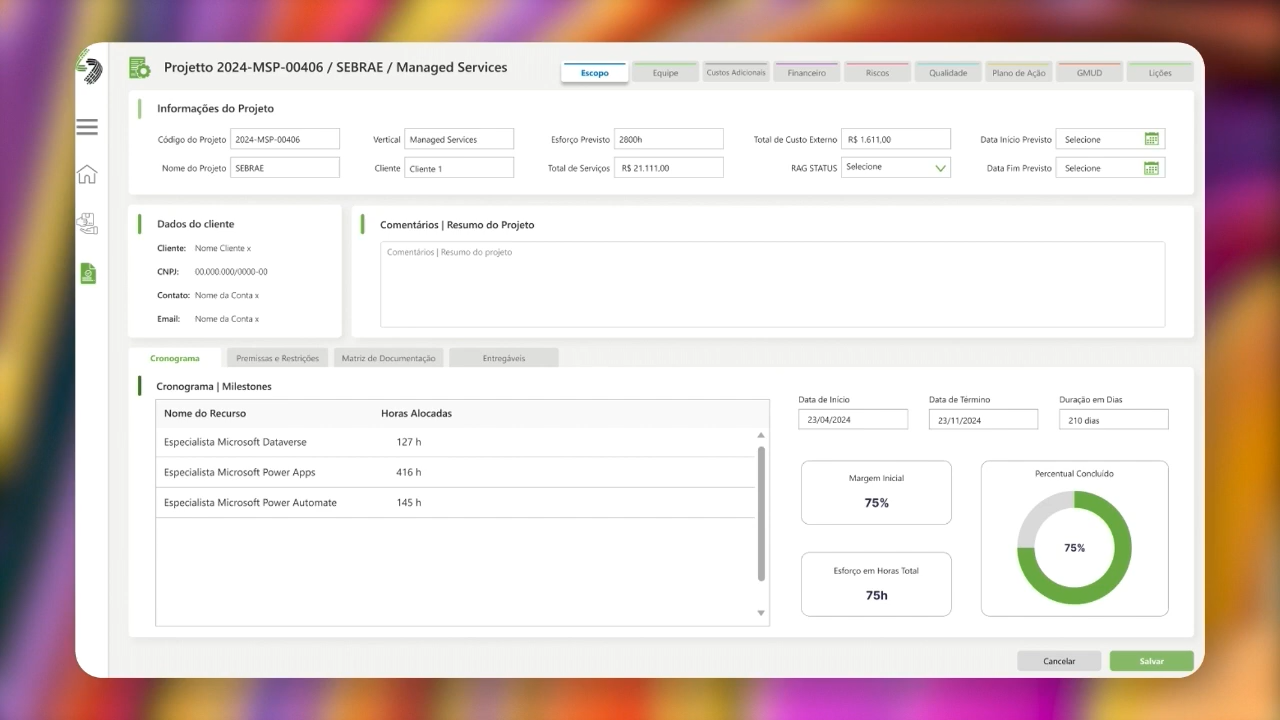 Projetto 2024-MSP-00406 / SEBRAE / Managed Services
Escopo
Equipe
Custos Adicionais
Financeiro
Riscos
Qualidade
Plano de Ação
GMUD
Lições
Informações do Projeto
Código do Projeto 2024-MSP-00406
Vertical Managed Services
Esforço Previsto 2800h
Total de Custo Externo R$ 1.611,00
Data Início Previsto Selecione
Nome do Projeto SEBRAE
Cliente Cliente 1
Total de Serviços R$ 21.111,00
RAG STATUS Selecione
Data Fim Previsto Selecione
Dados do cliente
Cliente: Nome Cliente x
CNPJ: 00.000.000/0000-00
Contato: Nome da Conta x
Email: Nome da Conta x
Comentários | Resumo do Projeto
Comentários | Resumo do projeto
Cronograma
Premissas e Restrições
Matriz de Documentação
Entregáveis
Cronograma | Milestones
Nome do Recurso Horas Alocadas
Especialista Microsoft Dataverse 127 h
Especialista Microsoft Power Apps 416 h
Especialista Microsoft Power Automate 145 h
Data de Início
23/04/2024
Data de Término
23/11/2024
Duração em Dias
210 dias
Margem Inicial
75%
Esforço em Horas Total
75h
Percentual Concluído
75%
Cancelar
Salvar